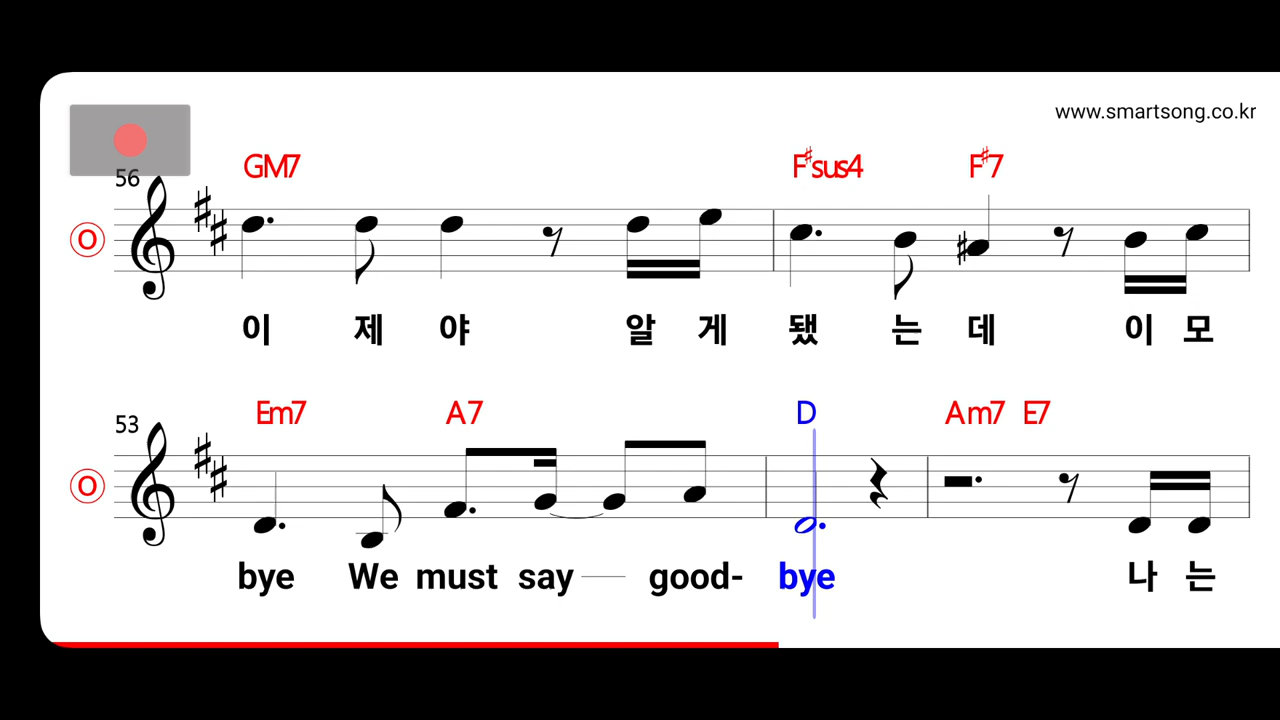 www.smartsong.co.kr
GM7 F♯sus4 F♯7
56
O
이 제 야 알 게 됐 는 데 이 모
Em7 A7 D Am7 E7
53
O
bye We must say good- bye 나 는